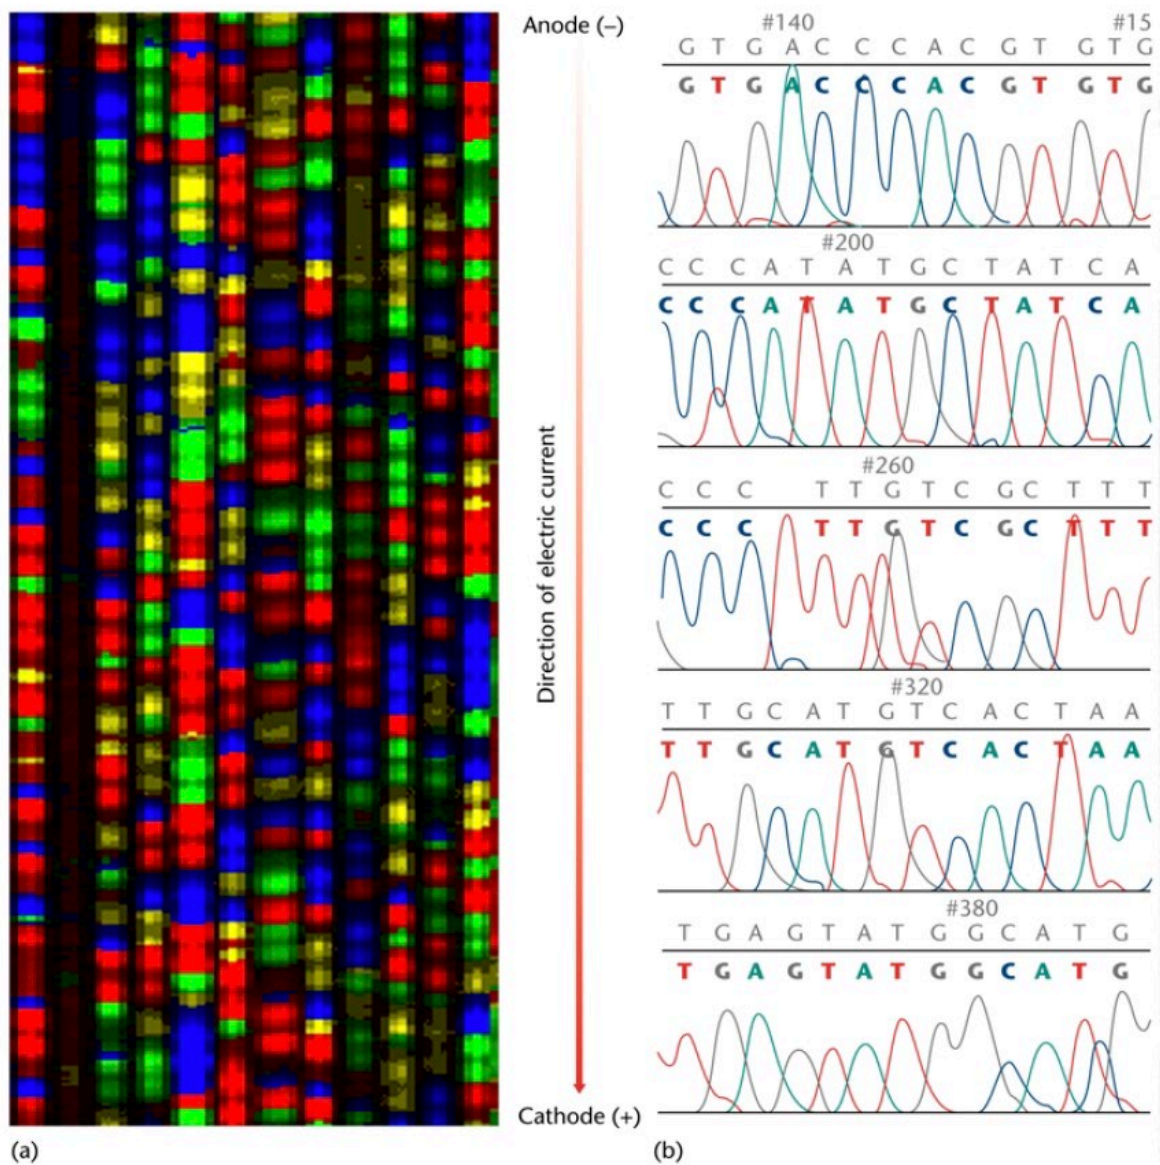 Anode (–)
Direction of electric current
Cathode (+)
(a)
#140 #15
G T G A C C C A C G T G T G
G T G A C C C A C G T G T G
#200
C C C A T A T G C T A T C A
C C C A T A T G C T A T C A
#260
C C C T T G T C G C T T T
C C C T T G T C G C T T T
#320
T T G C A T G T C A C T A A
T T G C A T G T C A C T A A
#380
T G A G T A T G G C A T G
T G A G T A T G G C A T G
(b)